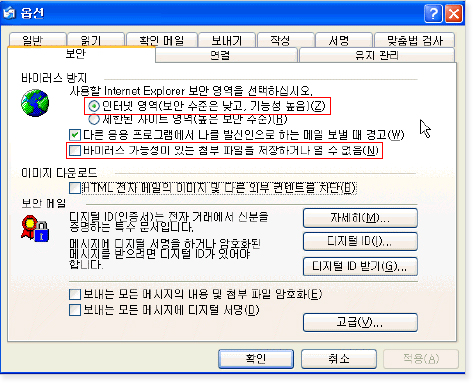 옵션
일반 읽기 확인 메일 보내기 작성 서명 맞춤법 검사
보안 연결 유지 관리
바이러스 방지
사용할 Internet Explorer 보안 영역을 선택하십시오.
인터넷 영역(보안 수준은 낮고, 기능성 높음)(Z)
제한된 사이트 영역(높은 보안 수준)(R)
다른 응용 프로그램에서 나를 발신인으로 하는 메일 보낼 때 경고(W)
바이러스 가능성이 있는 첨부 파일을 저장하거나 열 수 없음(N)
이미지 다운로드
HTML 전자 메일의 이미지 및 다른 외부 컨텐트를 차단(B)
보안 메일
디지털 ID(인증서)는 전자 거래에서 신분을
증명하는 특수 문서입니다.
자세히(M)...
메시지에 디지털 서명을 하거나 암호화된
메시지를 받으려면 디지털 ID가 있어야
합니다.
디지털 ID(I)...
디지털 ID 받기(G)...
보내는 모든 메시지의 내용 및 첨부 파일 암호화(E)
보내는 모든 메시지에 디지털 서명(D)
고급(V)...
확인 취소 적용(A)